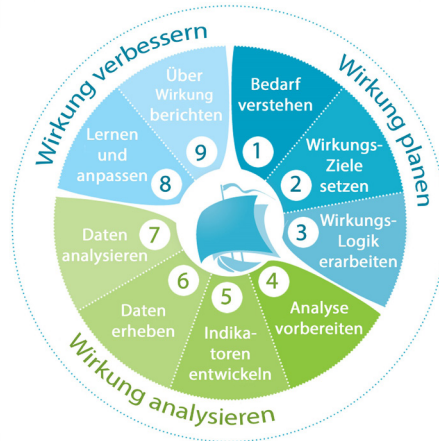 Wirkung planen
1
Bedarf
verstehen
2
Wirkungs-
Ziele
setzen
3
Wirkungs-
Logik
erarbeiten
Wirkung analysieren
4
Analyse
vorbereiten
5
Indika-
toren
entwickeln
6
Daten
erheben
7
Daten
analysieren
Wirkung verbessern
8
Lernen
und
anpassen
9
Über
Wirkung
berichten